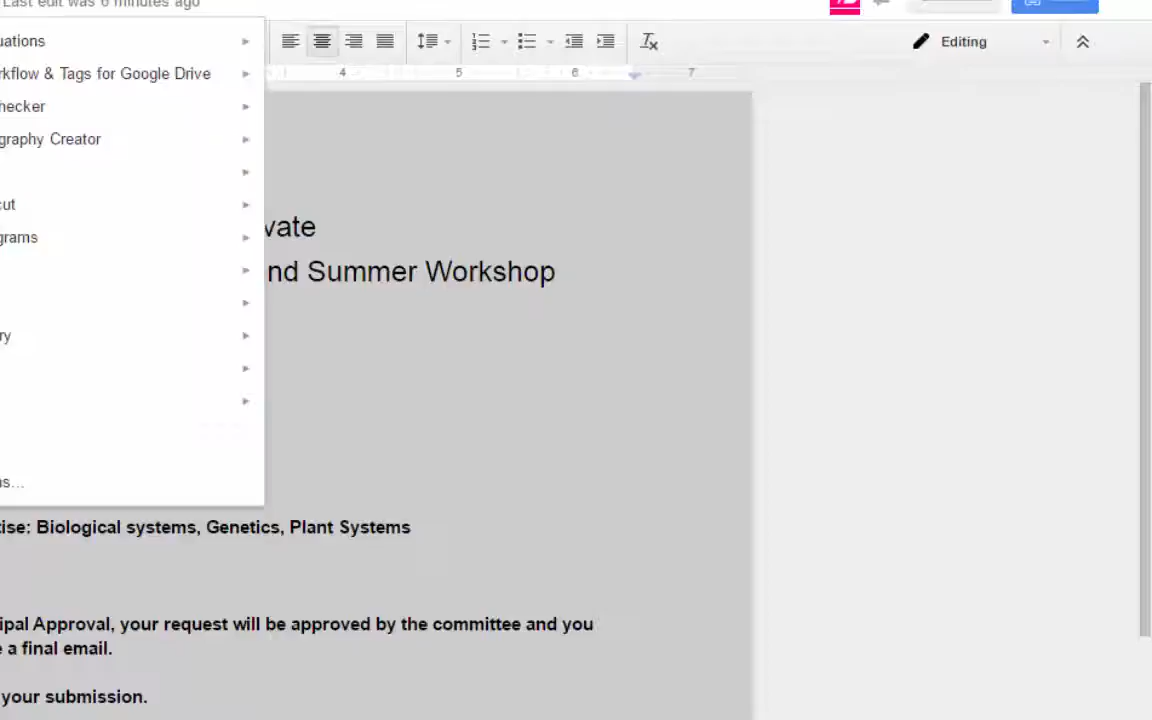 Last edit was 6 minutes ago
uations
rkflow & Tags for Google Drive
hecker
graphy Creator
cut
grams
ry
ns...
Editing
4 5 6 7
vate
nd Summer Workshop
tise: Biological systems, Genetics, Plant Systems
ipal Approval, your request will be approved by the committee and you
e a final email.
your submission.